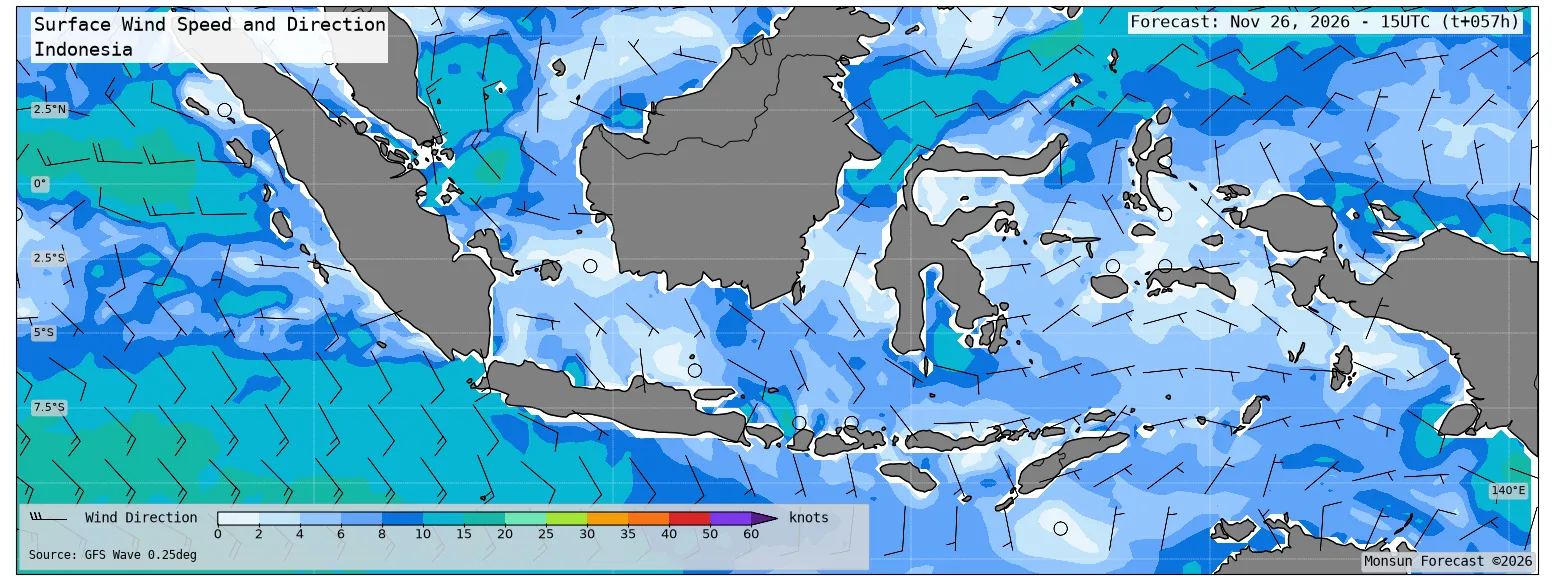 Surface Wind Speed and Direction
Indonesia
Forecast: Nov 26, 2026 - 15UTC (t+057h)
2.5°N
0°
2.5°S
5°S
7.5°S
140°E
Wind Direction
0 2 4 6 8 10 15 20 25 30 35 40 50 60 knots
Source: GFS Wave 0.25deg
Monsun Forecast ©2026